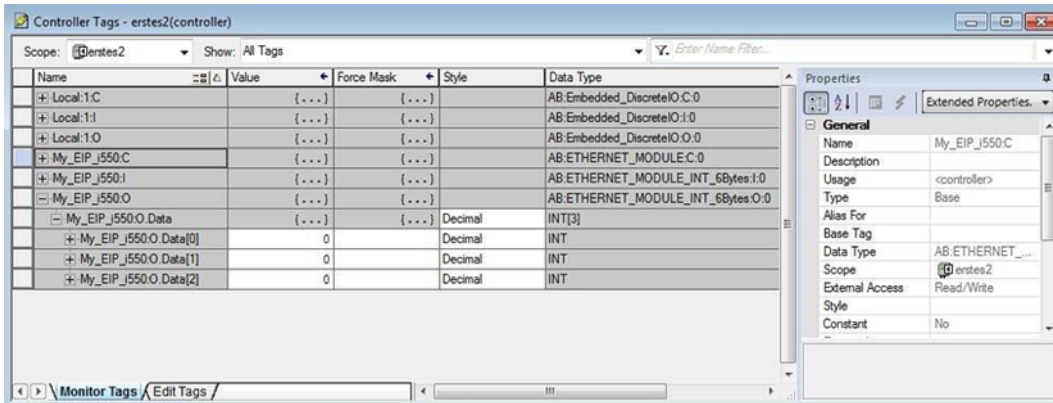 Controller Tags - erstes2(controller)
Scope: erstes2 Show: All Tags Enter Name Filter...
Name Value Force Mask Style Data Type
Local:1:C {...} {...} AB:Embedded_DiscreteIO:C:0
Local:1:I {...} {...} AB:Embedded_DiscreteIO:I:0
Local:1:O {...} {...} AB:Embedded_DiscreteIO:O:0
My_EIP_i550:C {...} {...} AB:ETHERNET_MODULE:C:0
My_EIP_i550:I {...} {...} AB:ETHERNET_MODULE_INT_6Bytes:I:0
My_EIP_i550:O {...} {...} AB:ETHERNET_MODULE_INT_6Bytes:O:0
My_EIP_i550:O.Data {...} {...} Decimal INT[3]
My_EIP_i550:O.Data[0] 0 Decimal INT
My_EIP_i550:O.Data[1] 0 Decimal INT
My_EIP_i550:O.Data[2] 0 Decimal INT
Monitor Tags Edit Tags
Properties
Extended Properties.
General
Name My_EIP_i550:C
Description
Usage <controller>
Type Base
Alias For
Base Tag
Data Type AB:ETHERNET_...
Scope erstes2
External Access Read/Write
Style
Constant No